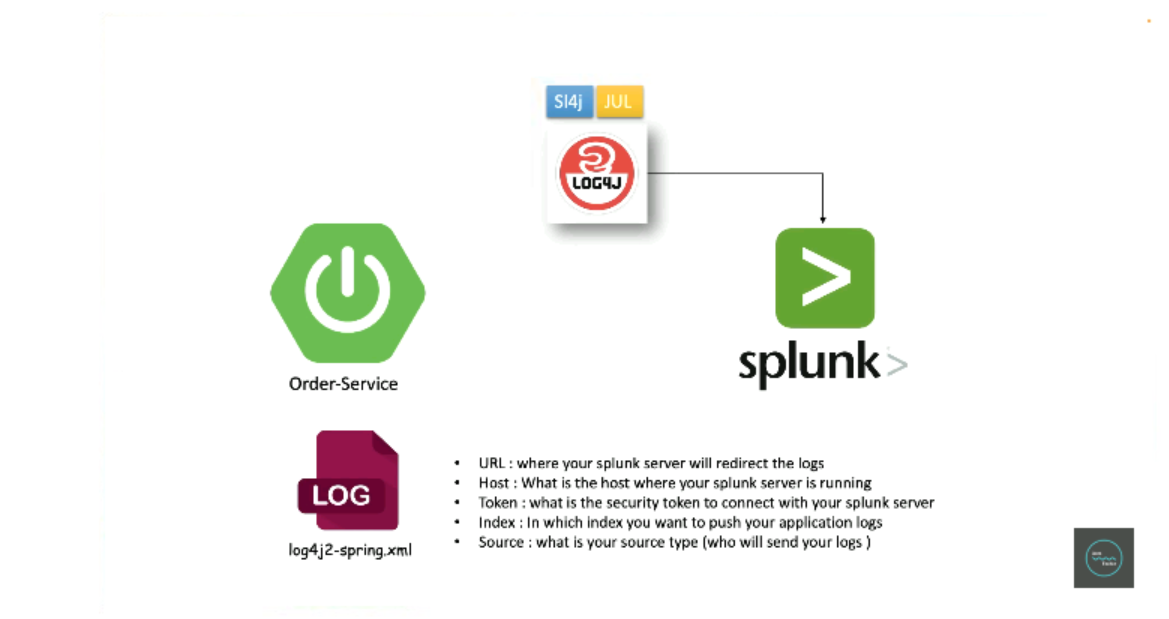 Sl4j JUL
LOG4J
splunk>
Order-Service
LOG
log4j2-spring.xml
• URL : where your splunk server will redirect the logs
• Host : What is the host where your splunk server is running
• Token : what is the security token to connect with your splunk server
• Index : In which index you want to push your application logs
• Source : what is your source type (who will send your logs )